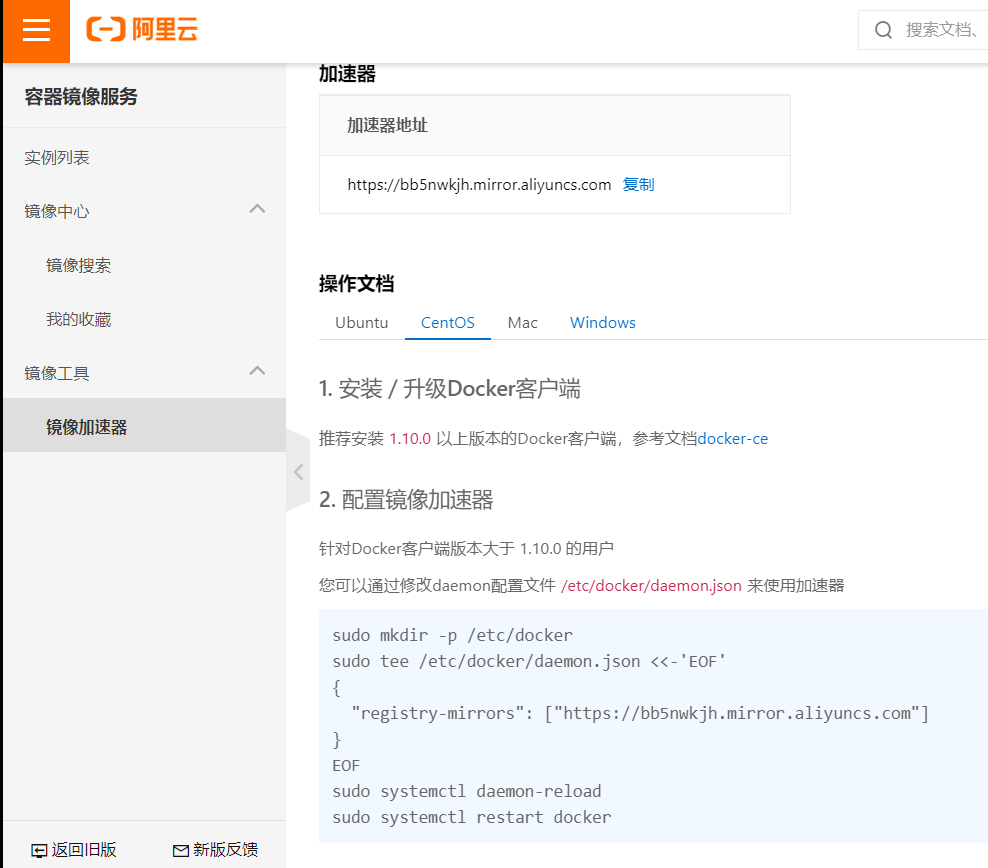 阿里云
搜索文档、
容器镜像服务
实例列表
镜像中心
镜像搜索
我的收藏
镜像工具
镜像加速器
返回旧版
新版反馈
加速器
加速器地址
https://bb5nwkjh.mirror.aliyuncs.com 复制
操作文档
Ubuntu CentOS Mac Windows
1. 安装 / 升级Docker客户端
推荐安装 1.10.0 以上版本的Docker客户端，参考文档docker-ce
2. 配置镜像加速器
针对Docker客户端版本大于 1.10.0 的用户
您可以通过修改daemon配置文件 /etc/docker/daemon.json 来使用加速器
sudo mkdir -p /etc/docker
sudo tee /etc/docker/daemon.json <<-'EOF'
{
  "registry-mirrors": ["https://bb5nwkjh.mirror.aliyuncs.com"]
}
EOF
sudo systemctl daemon-reload
sudo systemctl restart docker